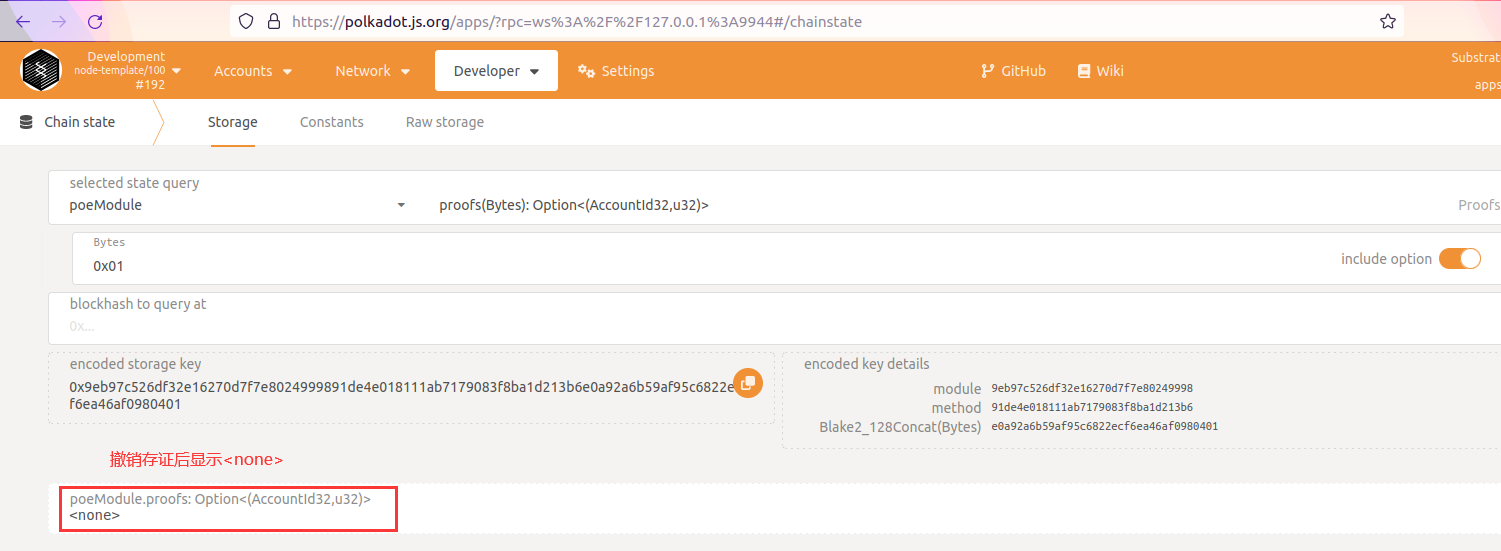 https://polkadot.js.org/apps/?rpc=ws%3A%2F%2F127.0.0.1%3A9944#/chainstate
Development
node-template/100
#192
Accounts
Network
Developer
Settings
GitHub
Wiki
Substrat
apps
Chain state
Storage
Constants
Raw storage
selected state query
poeModule
proofs(Bytes): Option<(AccountId32,u32)>
Proofs
Bytes
0x01
include option
blockhash to query at
0x...
encoded storage key
0x9eb97c526df32e16270d7f7e8024999891de4e018111ab7179083f8ba1d213b6e0a92a6b59af95c6822e
f6ea46af0980401
encoded key details
module 9eb97c526df32e16270d7f7e80249998
method 91de4e018111ab7179083f8ba1d213b6
Blake2_128Concat(Bytes) e0a92a6b59af95c6822ecf6ea46af0980401
撤销存证后显示<none>
poeModule.proofs: Option<(AccountId32,u32)>
<none>